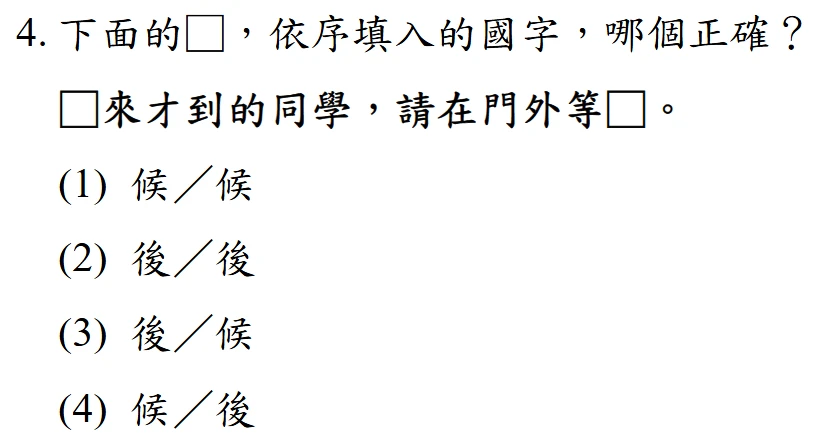 4. 下面的□，依序填入的國字，哪個正確？
□來才到的同學，請在門外等□。
(1) 候／候
(2) 後／後
(3) 後／候
(4) 候／後